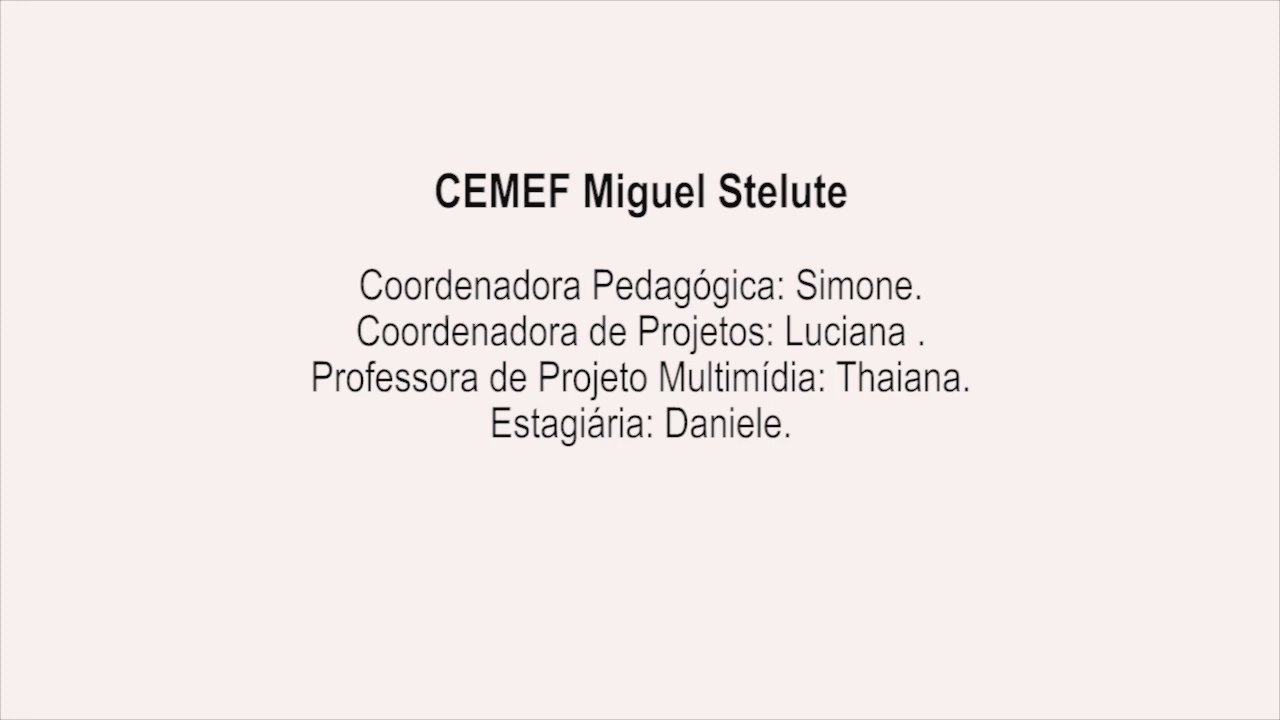 CEMEF Miguel Stelute
Coordenadora Pedagógica: Simone.
Coordenadora de Projetos: Luciana .
Professora de Projeto Multimídia: Thaiana.
Estagiária: Daniele.